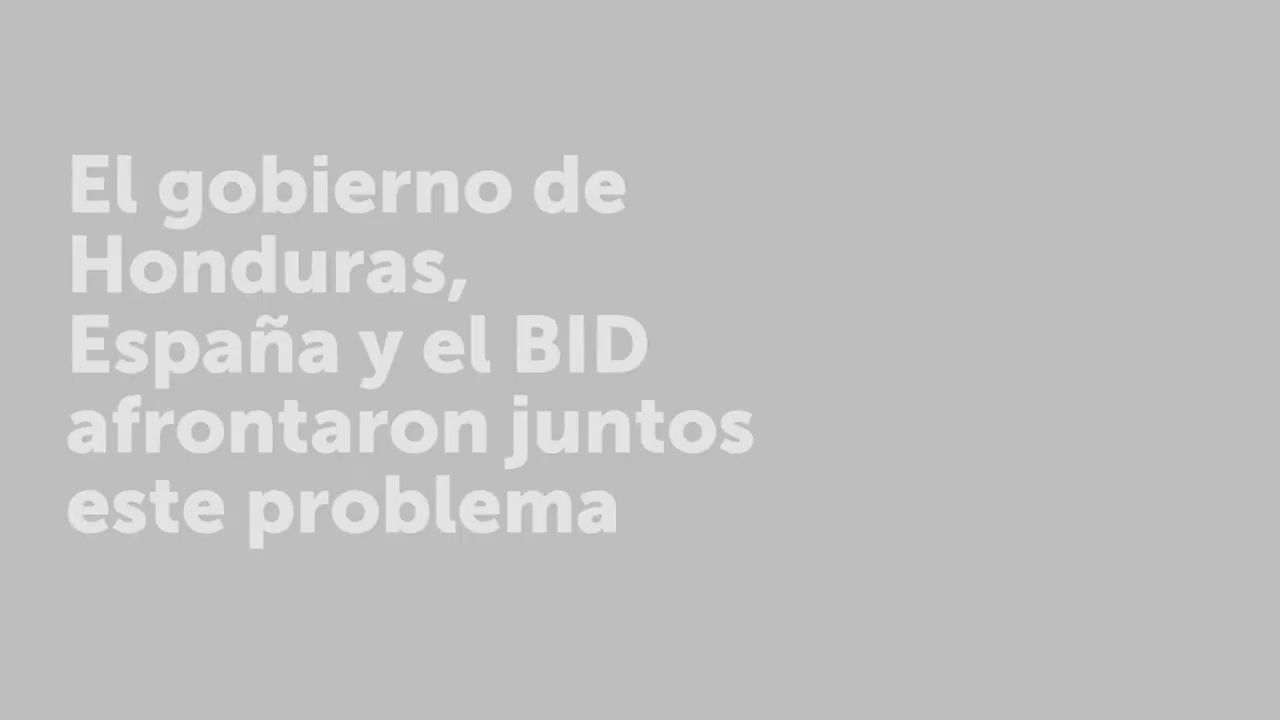 El gobierno de
Honduras,
España y el BID
afrontaron juntos
este problema